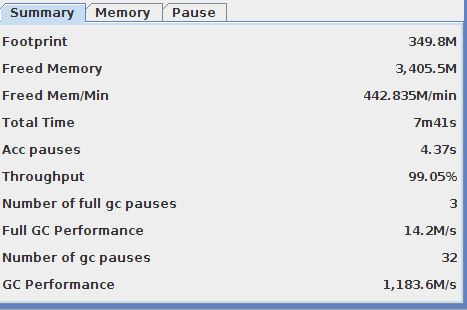 Summary Memory Pause
Footprint 349.8M
Freed Memory 3,405.5M
Freed Mem/Min 442.835M/min
Total Time 7m41s
Acc pauses 4.37s
Throughput 99.05%
Number of full gc pauses 3
Full GC Performance 14.2M/s
Number of gc pauses 32
GC Performance 1,183.6M/s